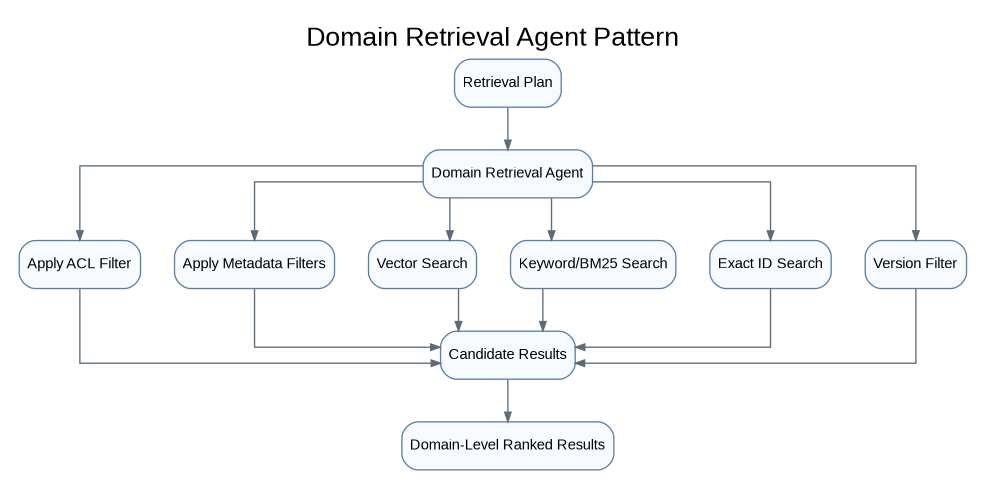 Domain Retrieval Agent Pattern
Retrieval Plan
Domain Retrieval Agent
Apply ACL Filter
Apply Metadata Filters
Vector Search
Keyword/BM25 Search
Exact ID Search
Version Filter
Candidate Results
Domain-Level Ranked Results